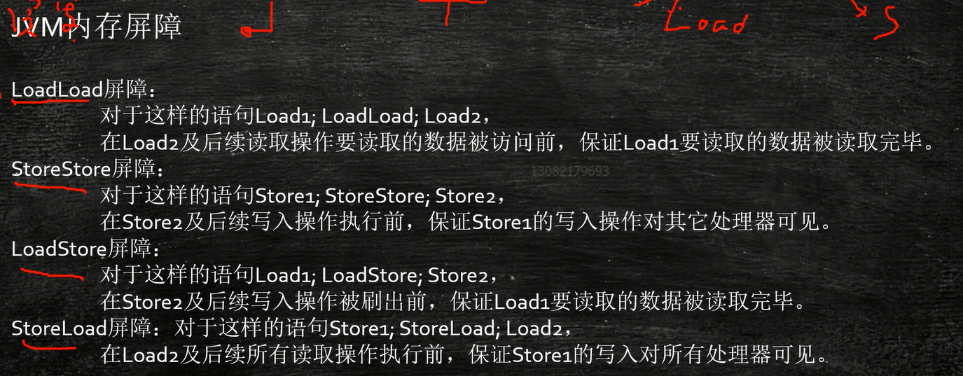 JVM内存屏障
Load
S
LoadLoad屏障：
对于这样的语句Load1; LoadLoad; Load2，
在Load2及后续读取操作要读取的数据被访问前，保证Load1要读取的数据被读取完毕。
StoreStore屏障：
13082179693
对于这样的语句Store1; StoreStore; Store2，
在Store2及后续写入操作执行前，保证Store1的写入操作对其它处理器可见。
LoadStore屏障：
对于这样的语句Load1; LoadStore; Store2，
在Store2及后续写入操作被刷出前，保证Load1要读取的数据被读取完毕。
StoreLoad屏障：对于这样的语句Store1; StoreLoad; Load2，
在Load2及后续所有读取操作执行前，保证Store1的写入对所有处理器可见。